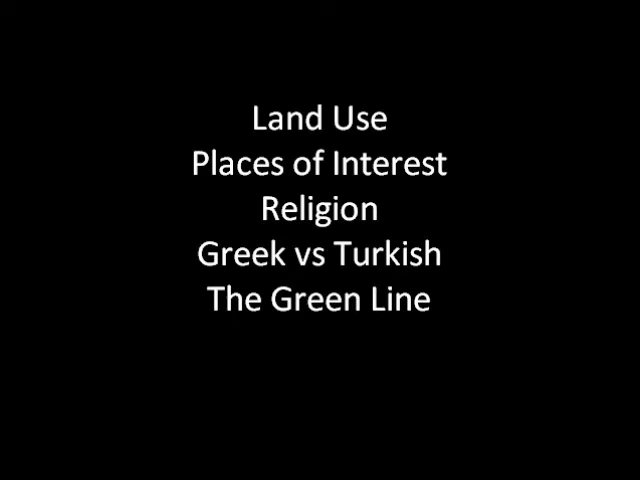 Land Use
Places of Interest
Religion
Greek vs Turkish
The Green Line